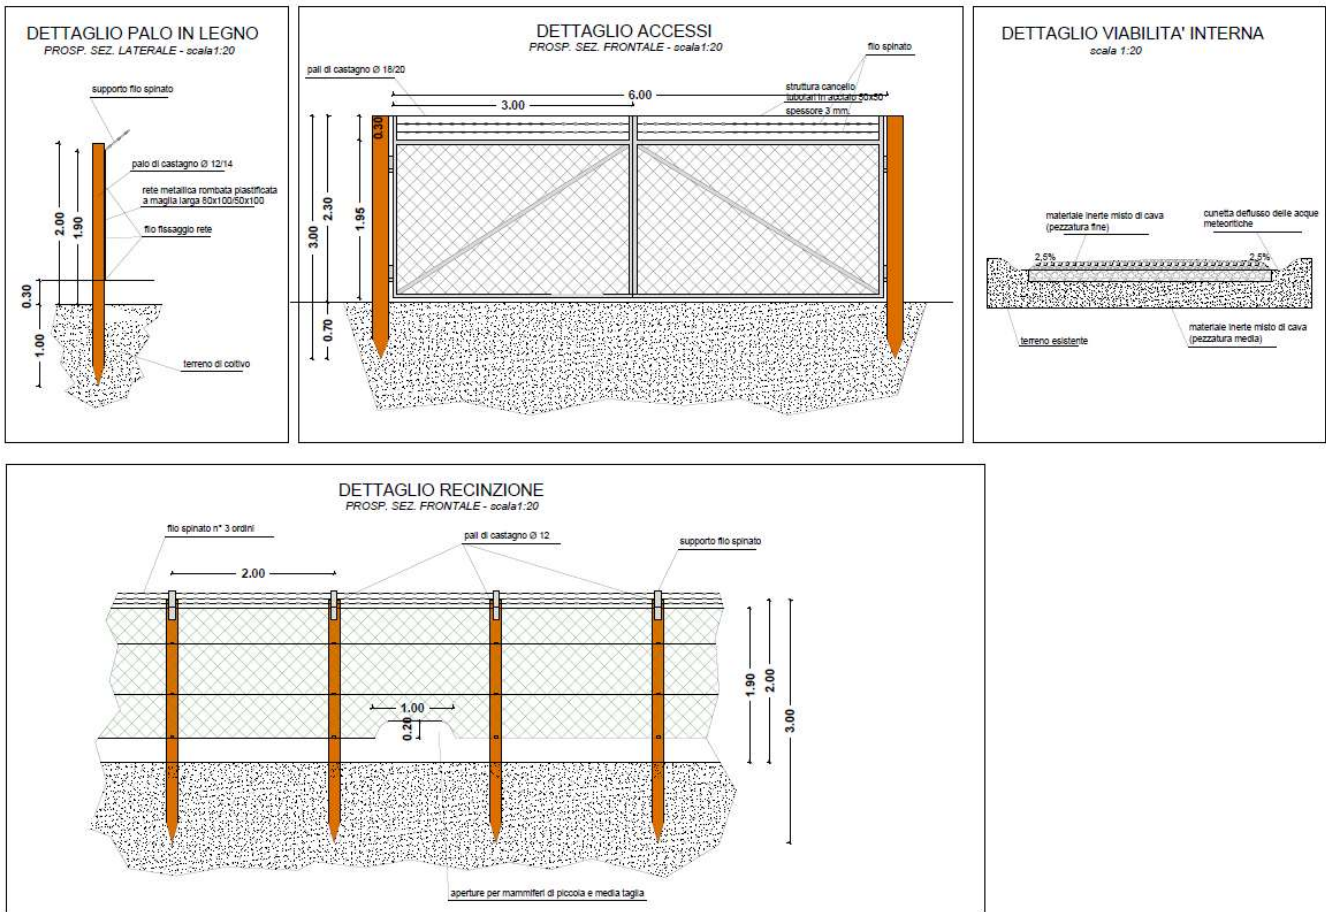 DETTAGLIO PALO IN LEGNO
PROSP. SEZ. LATERALE - scala1:20
supporto filo spinato
palo di castagno Ø 12/14
rete metallica rombata plastificata
a maglia larga 80x100/50x100
filo fissaggio rete
2.00
1.90
0.30
1.00
terreno di coltivo
DETTAGLIO ACCESSI
PROSP. SEZ. FRONTALE - scala1:20
filo spinato
pali di castagno Ø 18/20
struttura cancello
tubolari in acciaio 50x50
spessore 3 mm.
6.00
3.00
0.30
3.00
2.30
1.95
0.70
DETTAGLIO VIABILITA' INTERNA
scala 1:20
materiale inerte misto di cava
(pezzatura fine)
cunetta deflusso delle acque
meteoritiche
2,5%
2,5%
terreno esistente
materiale inerte misto di cava
(pezzatura media)
DETTAGLIO RECINZIONE
PROSP. SEZ. FRONTALE - scala1:20
filo spinato n° 3 ordini
pali di castagno Ø 12
supporto filo spinato
2.00
1.00
0.20
1.90
2.00
3.00
aperture per mammiferi di piccola e media taglia